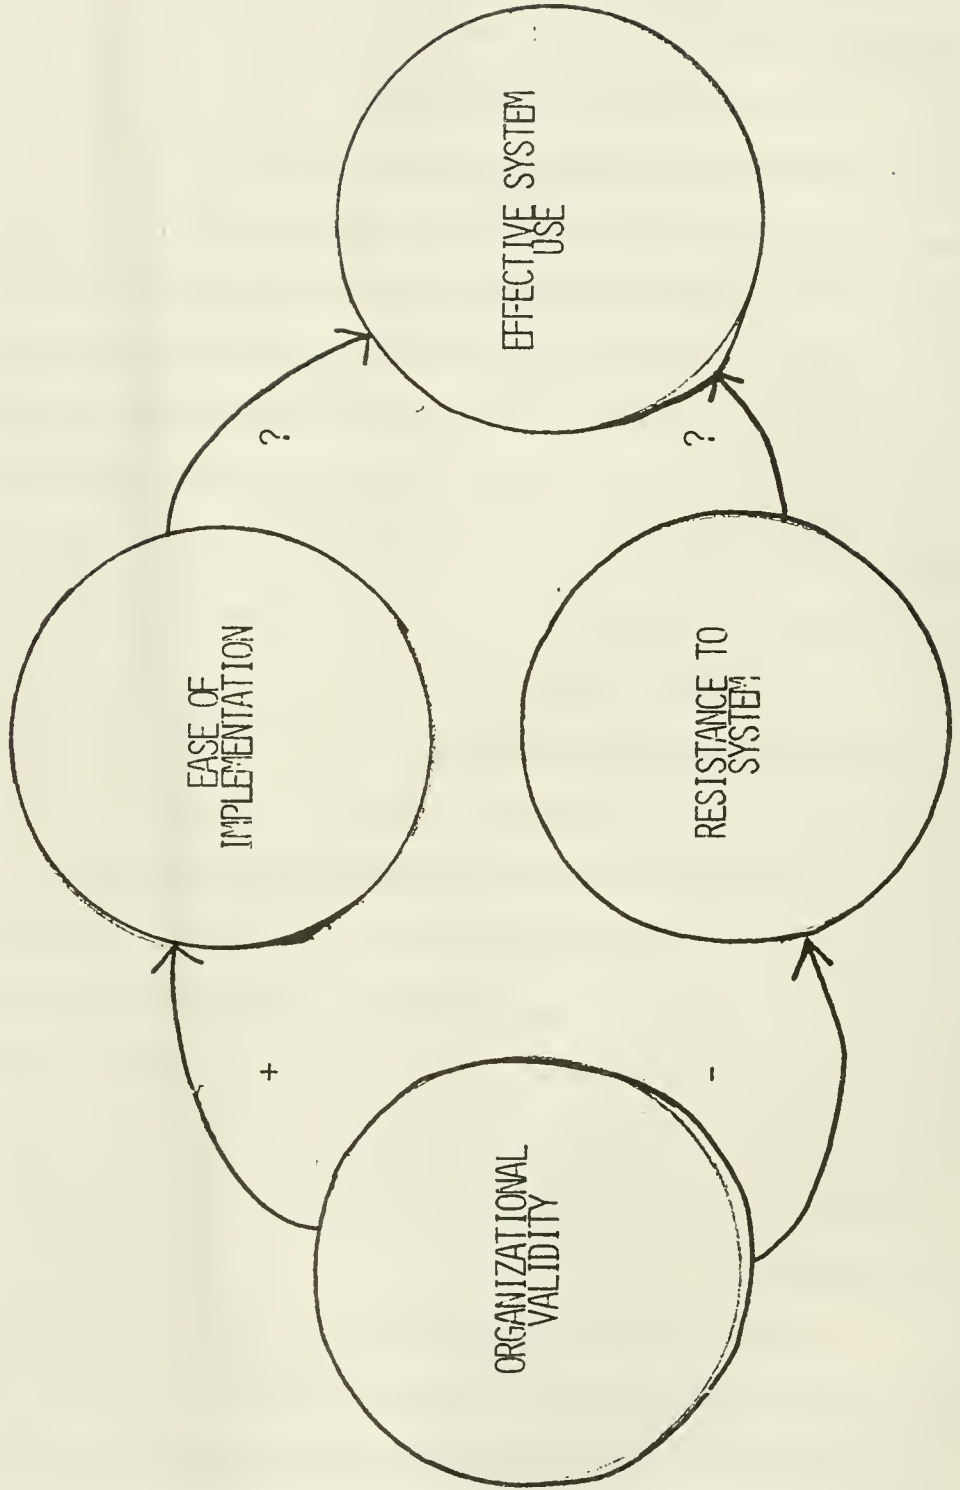 EASE OF
IMPLEMENTATION
+
?
ORGANIZATIONAL
VALIDITY
EFFECTIVE SYSTEM
USE
-
?
RESISTANCE TO
SYSTEM